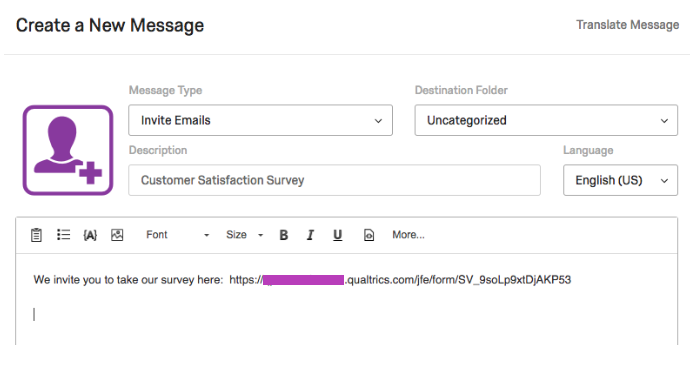 Create a New Message
Translate Message
Message Type
Destination Folder
Invite Emails
Uncategorized
Description
Language
Customer Satisfaction Survey
English (US)
{A} Font Size B I U More...
We invite you to take our survey here: https:// .qualtrics.com/jfe/form/SV_9soLp9xtDjAKP53